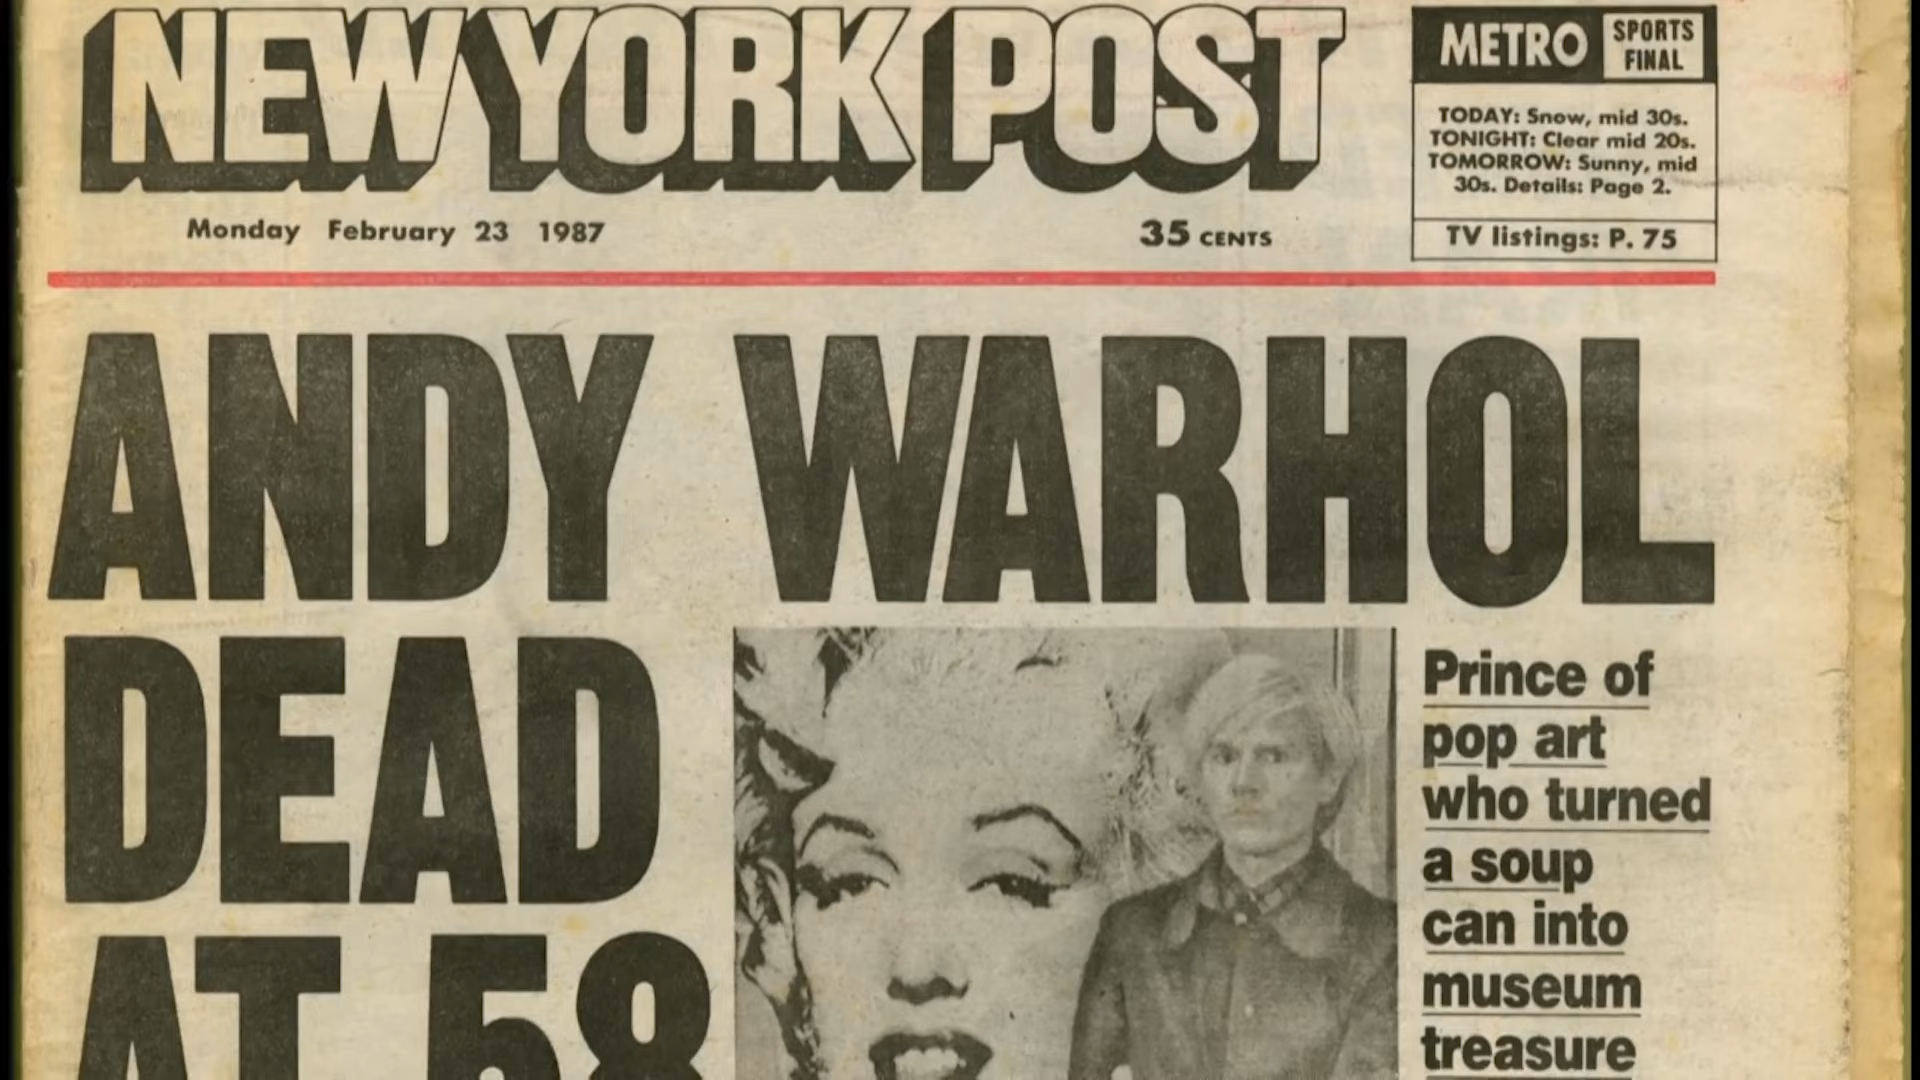 NEW YORK POST
METRO SPORTS FINAL
TODAY: Snow, mid 30s.
TONIGHT: Clear mid 20s.
TOMORROW: Sunny, mid
30s. Details: Page 2.
TV listings: P. 75
Monday February 23 1987
35 CENTS
ANDY WARHOL
DEAD
AT 58
Prince of
pop art
who turned
a soup
can into
museum
treasure